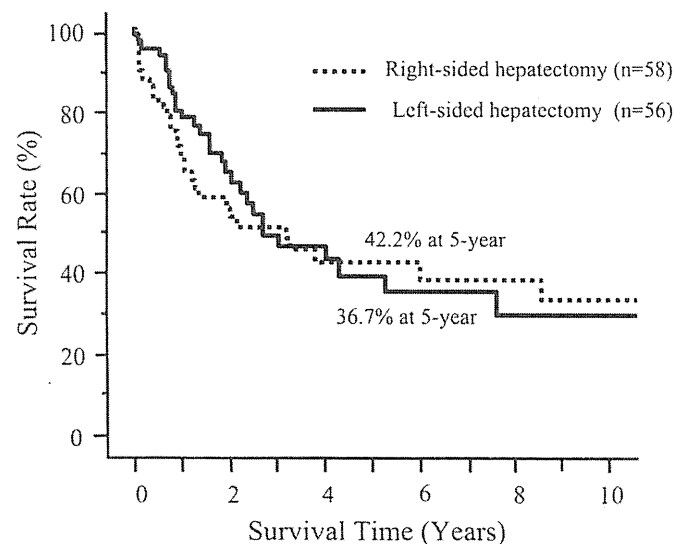 Survival Rate (%)
100
80
60
40
20
0
Right-sided hepatectomy (n=58)
Left-sided hepatectomy (n=56)
42.2% at 5-year
36.7% at 5-year
0 2 4 6 8 10
Survival Time (Years)